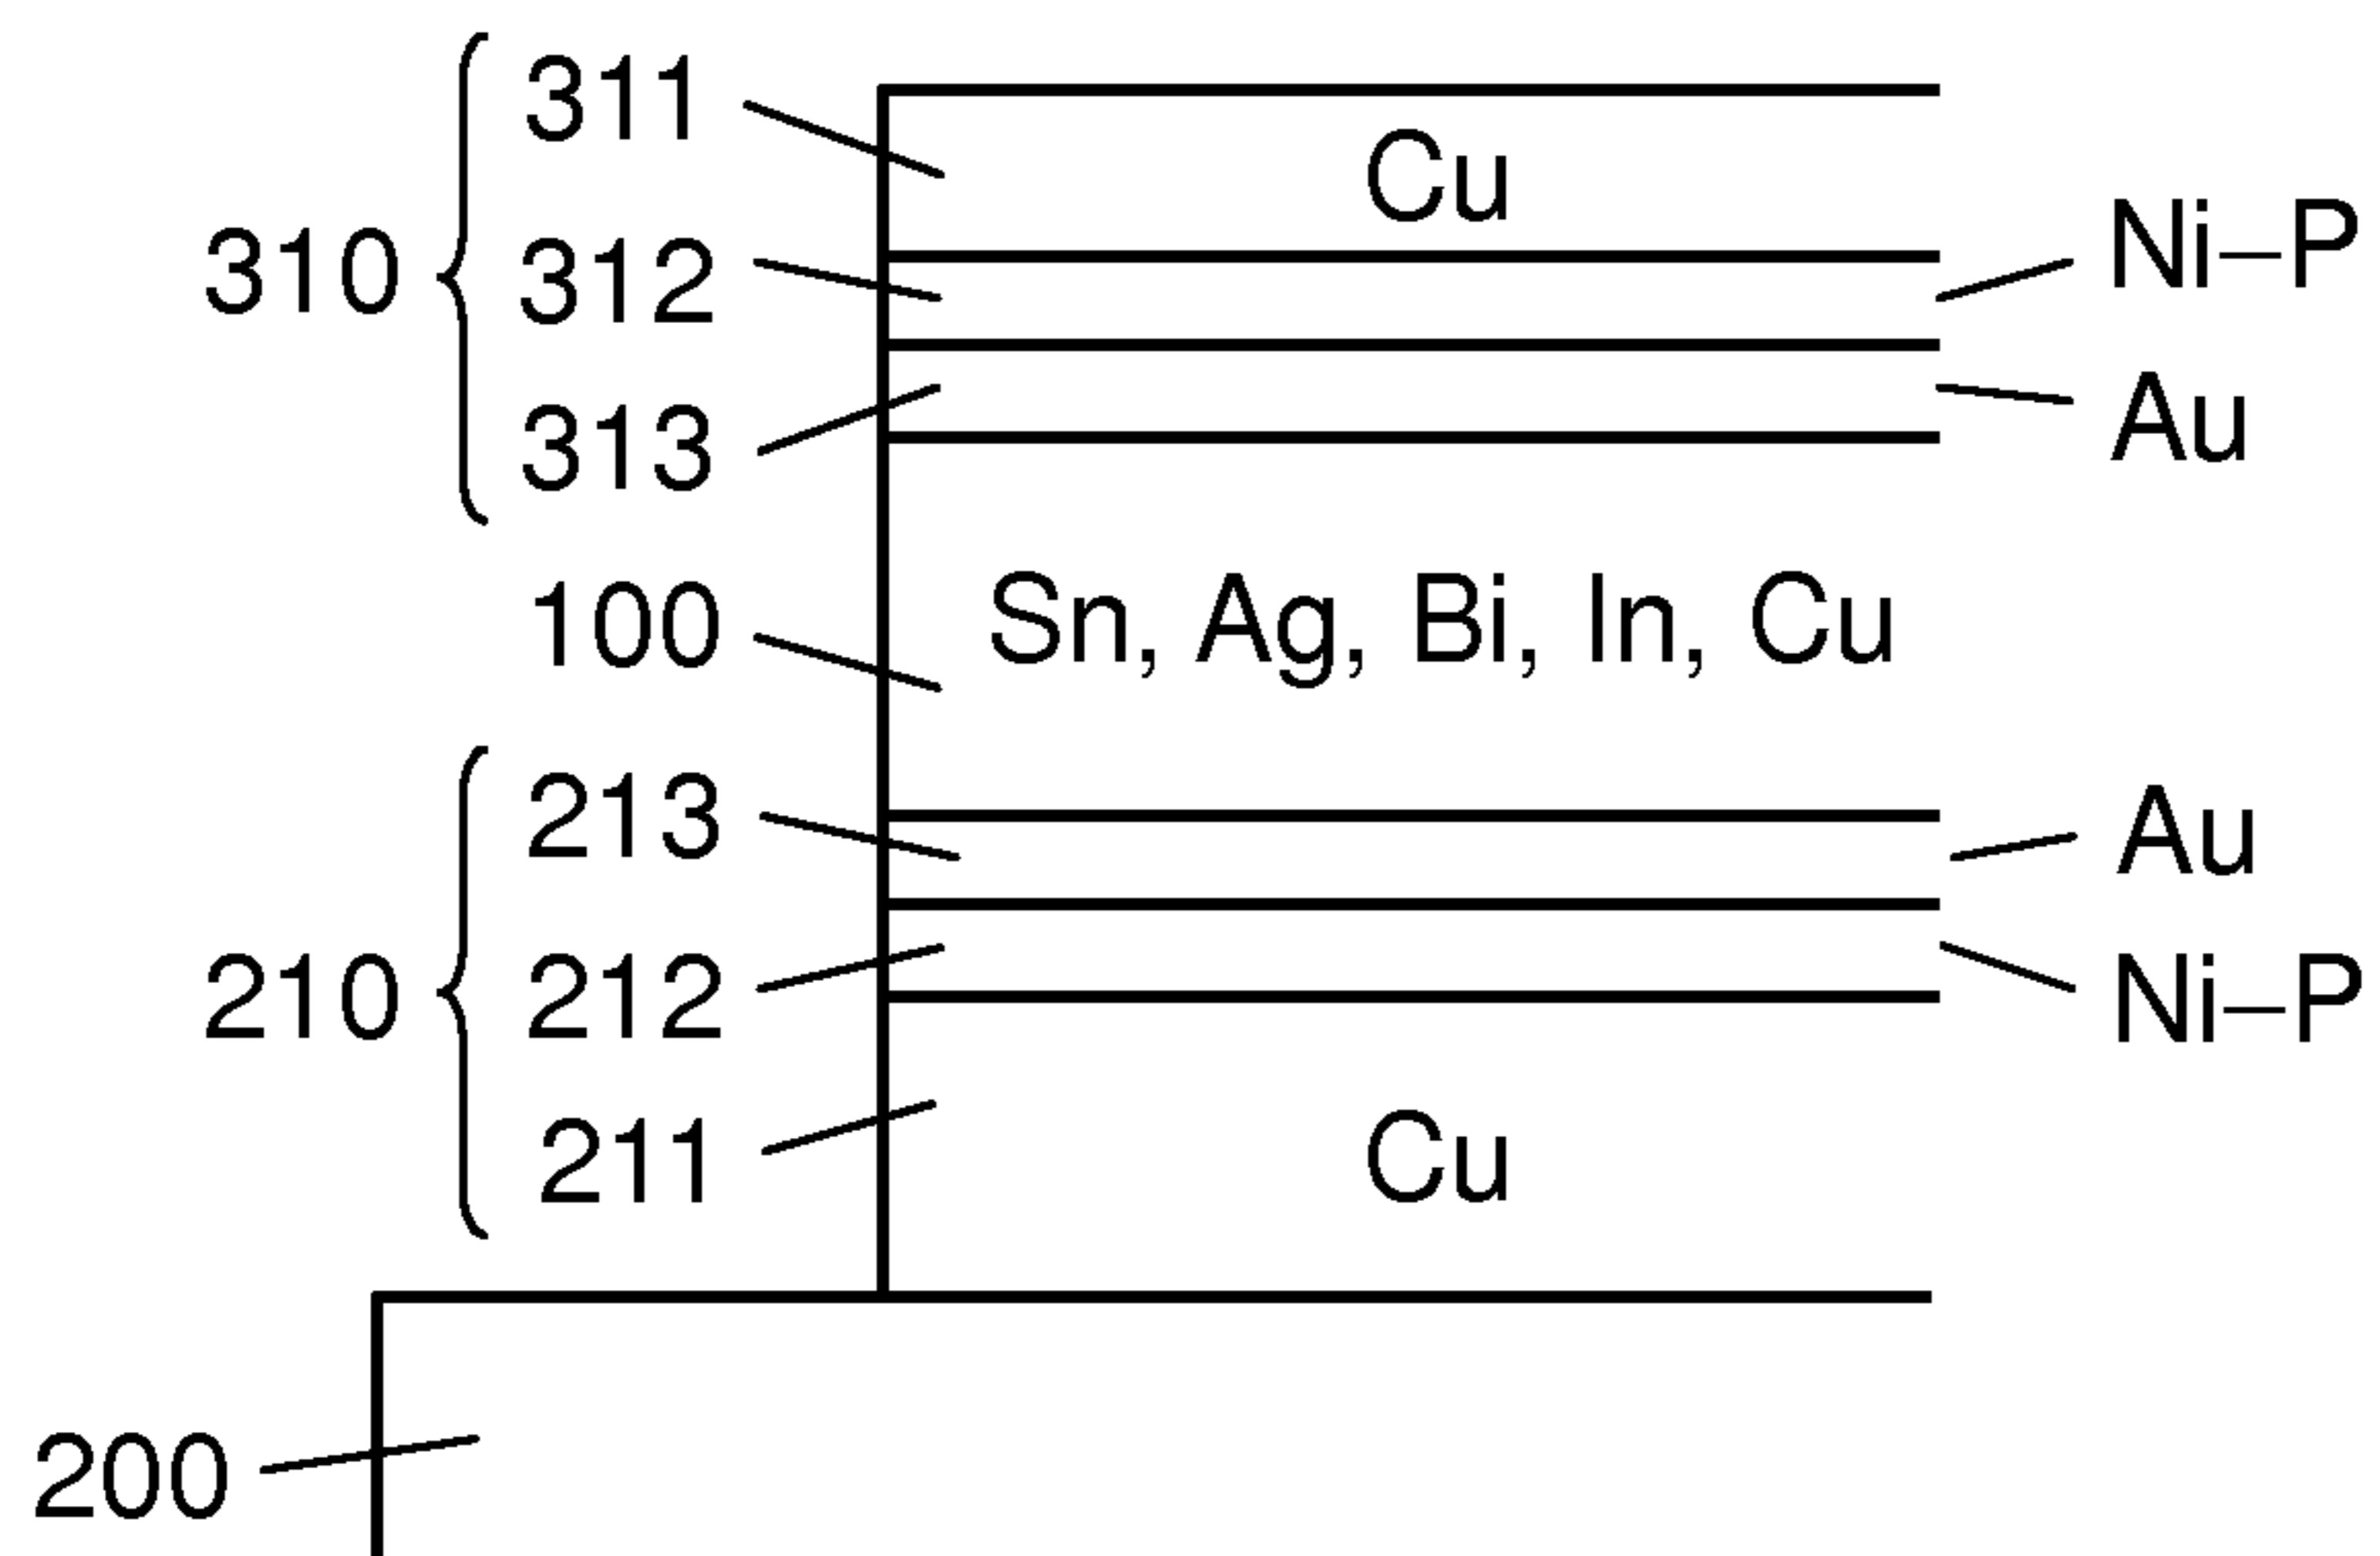 311
Cu
310
312
Ni–P
313
Au
100
Sn, Ag, Bi, In, Cu
213
Au
210
212
Ni–P
211
Cu
200